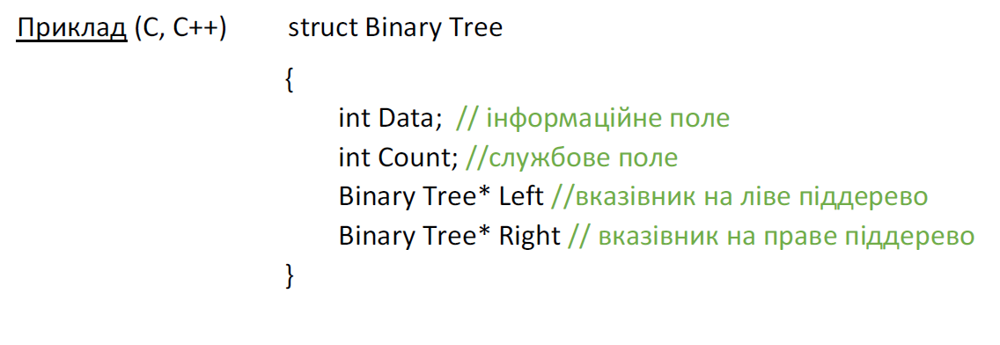 Приклад (C, C++) struct Binary Tree
{
int Data; // інформаційне поле
int Count; //службове поле
Binary Tree* Left //вказівник на ліве піддерево
Binary Tree* Right // вказівник на праве піддерево
}